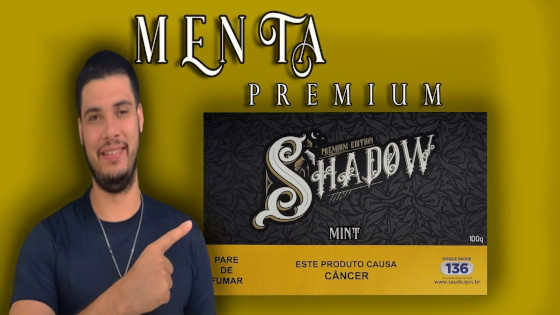 MENTA
PREMIUM
PREMIUM EDITION
SHADOW
MINT
100g
PARE
DE
FUMAR
ESTE PRODUTO CAUSA
CÂNCER
DISQUE SAÚDE
136
www.saude.gov.br